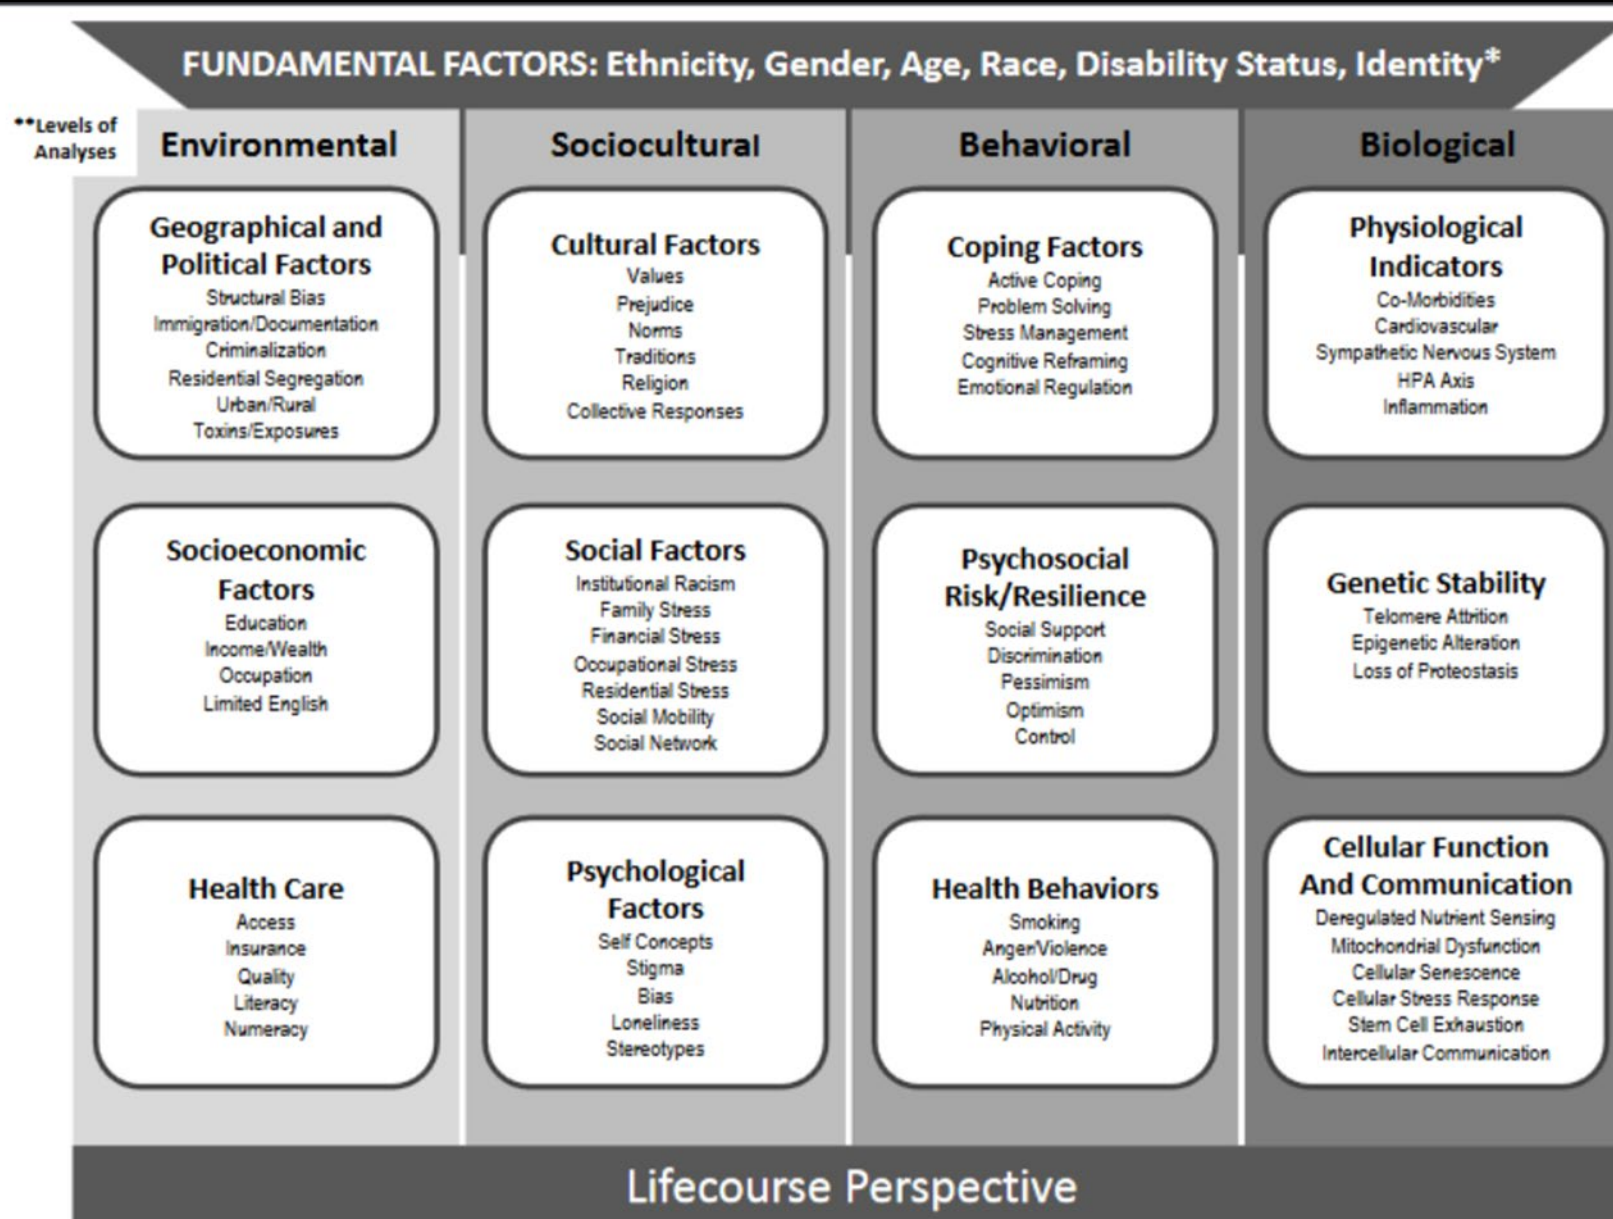 FUNDAMENTAL FACTORS: Ethnicity, Gender, Age, Race, Disability Status, Identity*
**Levels of
Analyses
Environmental
Geographical and
Political Factors
Structural Bias
Immigration/Documentation
Criminalization
Residential Segregation
Urban/Rural
Toxins/Exposures
Socioeconomic
Factors
Education
Income/Wealth
Occupation
Limited English
Health Care
Access
Insurance
Quality
Literacy
Numeracy
Sociocultural
Cultural Factors
Values
Prejudice
Norms
Traditions
Religion
Collective Responses
Social Factors
Institutional Racism
Family Stress
Financial Stress
Occupational Stress
Residential Stress
Social Mobility
Social Network
Psychological
Factors
Self Concepts
Stigma
Bias
Loneliness
Stereotypes
Behavioral
Coping Factors
Active Coping
Problem Solving
Stress Management
Cognitive Reframing
Emotional Regulation
Psychosocial
Risk/Resilience
Social Support
Discrimination
Pessimism
Optimism
Control
Health Behaviors
Smoking
Anger/Violence
Alcohol/Drug
Nutrition
Physical Activity
Biological
Physiological
Indicators
Co-Morbidities
Cardiovascular
Sympathetic Nervous System
HPA Axis
Inflammation
Genetic Stability
Telomere Attrition
Epigenetic Alteration
Loss of Proteostasis
Cellular Function
And Communication
Deregulated Nutrient Sensing
Mitochondrial Dysfunction
Cellular Senescence
Cellular Stress Response
Stem Cell Exhaustion
Intercellular Communication
Lifecourse Perspective